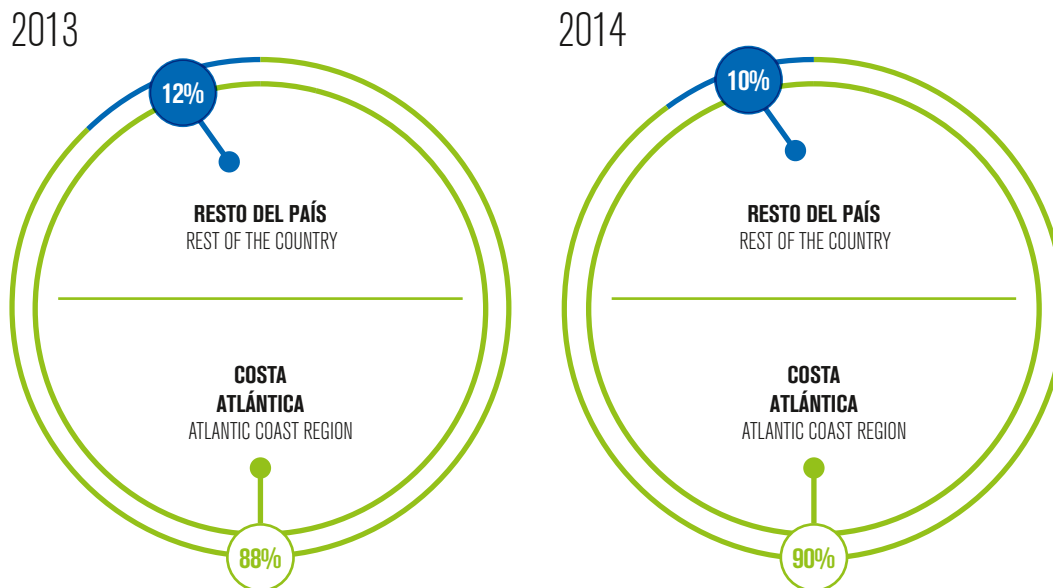 2013
12%
RESTO DEL PAÍS
REST OF THE COUNTRY
COSTA
ATLÁNTICA
ATLANTIC COAST REGION
88%
2014
10%
RESTO DEL PAÍS
REST OF THE COUNTRY
COSTA
ATLÁNTICA
ATLANTIC COAST REGION
90%